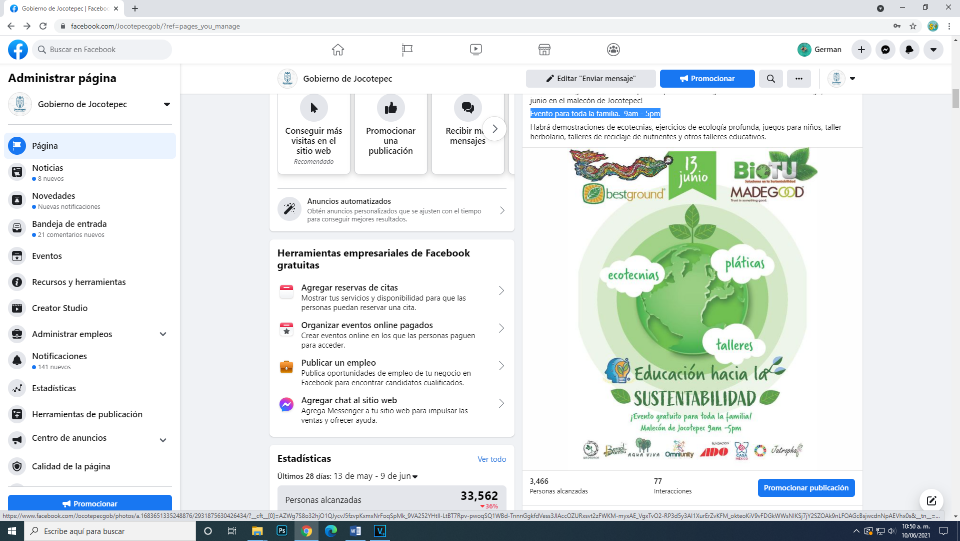 Gobierno de Jocotepec | Facebo
facebook.com/Jocotepecgob/?ref=pages_you_manage
Buscar en Facebook
German
Administrar página
Gobierno de Jocotepec
Página
Noticias
8 nuevos
Novedades
Nuevas notificaciones
Bandeja de entrada
21 comentarios nuevos
Eventos
Recursos y herramientas
Creator Studio
Administrar empleos
Notificaciones
141 nuevos
Estadísticas
Herramientas de publicación
Centro de anuncios
Calidad de la página
Promocionar
Gobierno de Jocotepec
Editar "Enviar mensaje"
Promocionar
Conseguir más visitas en el sitio web
Recomendado
Promocionar una publicación
Recibir más mensajes
Anuncios automatizados
Obtén anuncios personalizados que se ajusten con el tiempo
para conseguir mejores resultados.
Herramientas empresariales de Facebook
gratuitas
Agregar reservas de citas
Mostrar tus servicios y disponibilidad para que las
personas puedan reservar una cita.
Organizar eventos online pagados
Crear eventos online en los que las personas paguen
para acceder.
Publicar un empleo
Publica oportunidades de empleo de tu negocio en
Facebook para encontrar candidatos cualificados.
Agregar chat al sitio web
Agrega Messenger a tu sitio web para impulsar las
ventas y ofrecer ayuda.
Estadísticas
Ver todo
Últimos 28 días: 13 de may - 9 de jun
Personas alcanzadas
33,562
36%
junio en el malecón de Jocotepec!
Evento para toda la familia. 9am - 5pm
Habrá demostraciones de ecotecnias, ejercicios de ecología profunda, juegos para niños, taller
herbolario, talleres de reciclaje de nutrientes y otros talleres educativos.
13
junio
BioTU
bestground
MADEGOOD
ecotecnias
pláticas
talleres
Educación hacia la
SUSTENTABILIDAD
¡Evento gratuito para toda la familia!
Malecón de Jocotepec 9am -5pm
AGUA VIVA
Omnilunity
ADO
CASA
Jatropha
3,466
Personas alcanzadas
77
Interacciones
Promocionar publicación
Escribe aquí para buscar
10:50 a. m.
10/06/2021